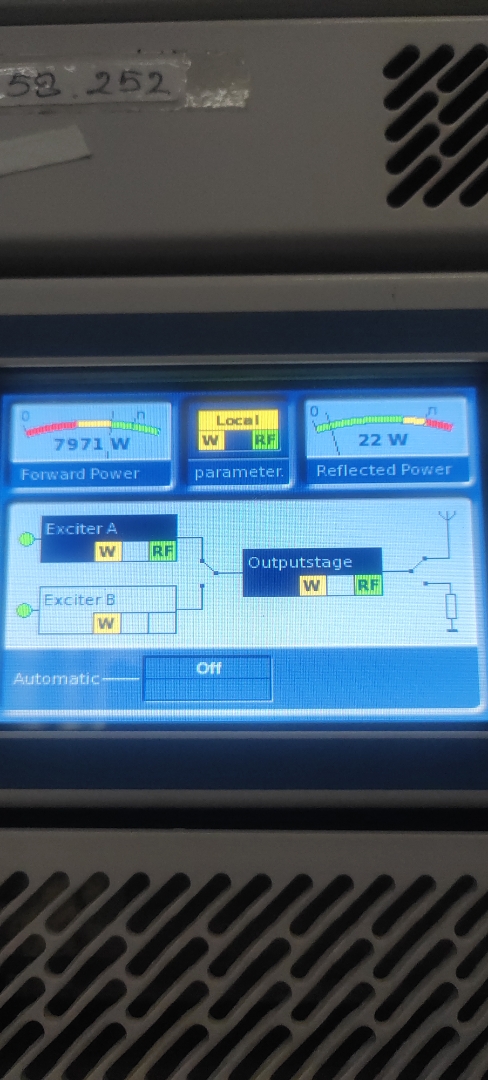 58.252
0 n
7971 W
Forward Power
Local
W RF
parameter.
0 n
22 W
Reflected Power
Exciter A
W RF
Exciter B
W
Outputstage
W RF
Automatic
Off